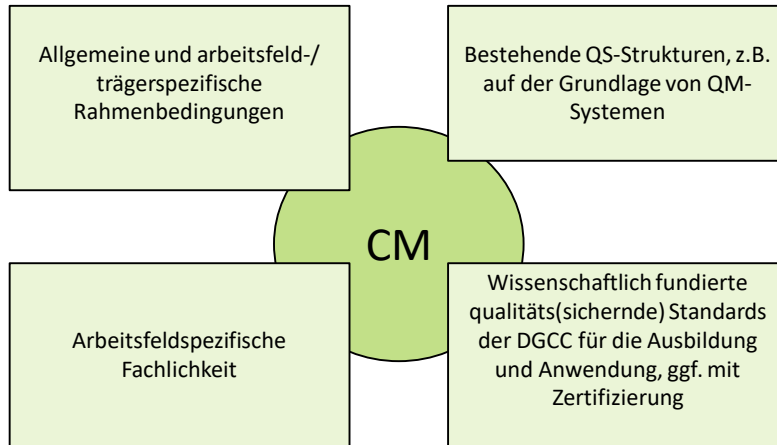 Allgemeine und arbeitsfeld-/
trägerspezifische
Rahmenbedingungen
Bestehende QS-Strukturen, z.B.
auf der Grundlage von QM-
Systemen
CM
Arbeitsfeldspezifische
Fachlichkeit
Wissenschaftlich fundierte
qualitäts(sichernde) Standards
der DGCC für die Ausbildung
und Anwendung, ggf. mit
Zertifizierung